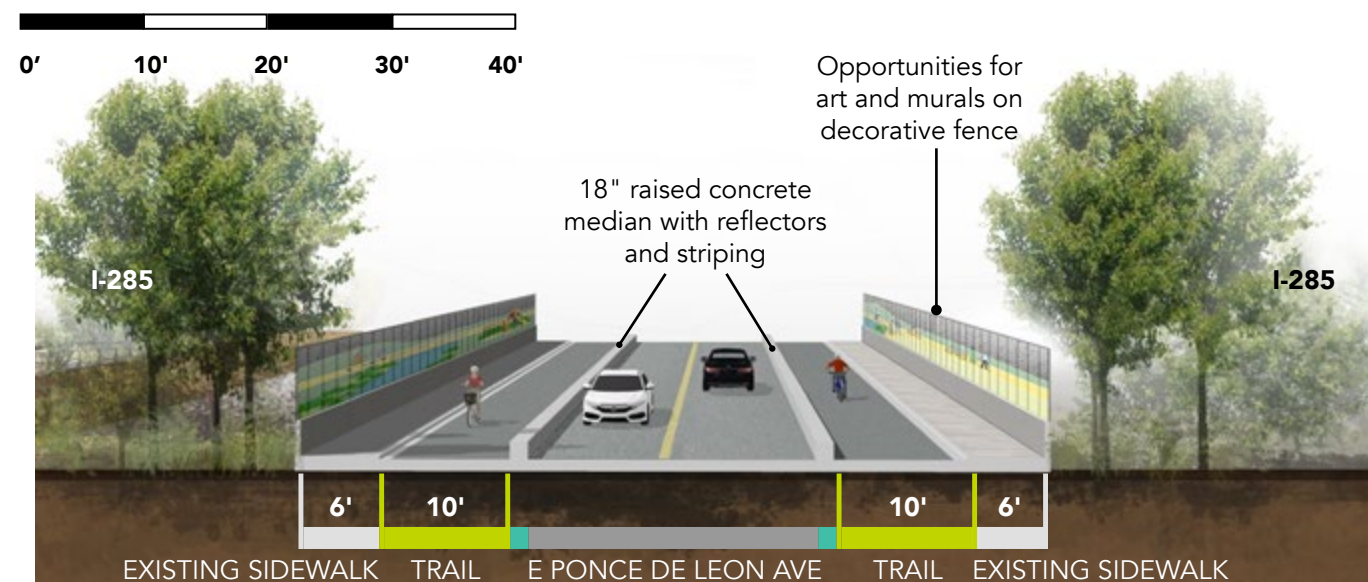 0’ 10' 20' 30' 40'
Opportunities for
art and murals on
decorative fence
18" raised concrete
median with reflectors
and striping
I-285
I-285
6' 10' 10' 6'
EXISTING SIDEWALK TRAIL E PONCE DE LEON AVE TRAIL EXISTING SIDEWALK